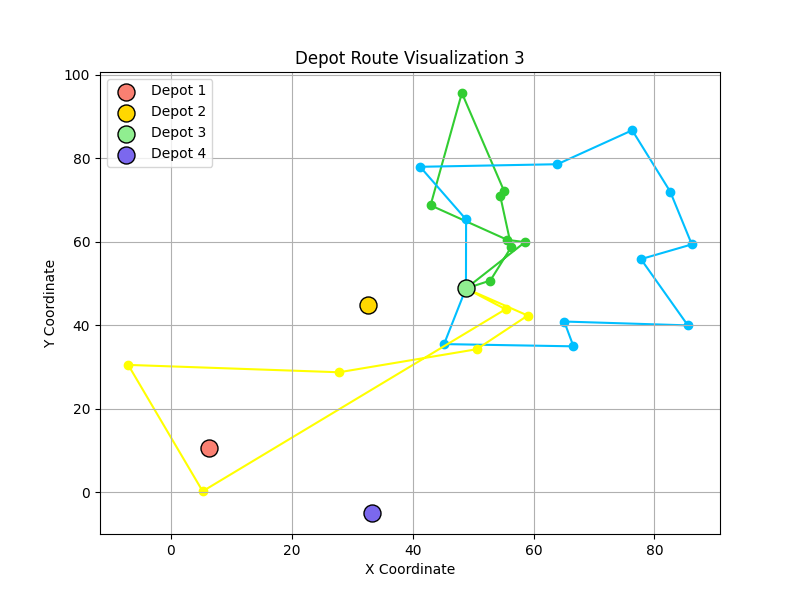 Depot Route Visualization 3
Depot 1
Depot 2
Depot 3
Depot 4
100
80
60
40
20
0
Y Coordinate
0 20 40 60 80
X Coordinate